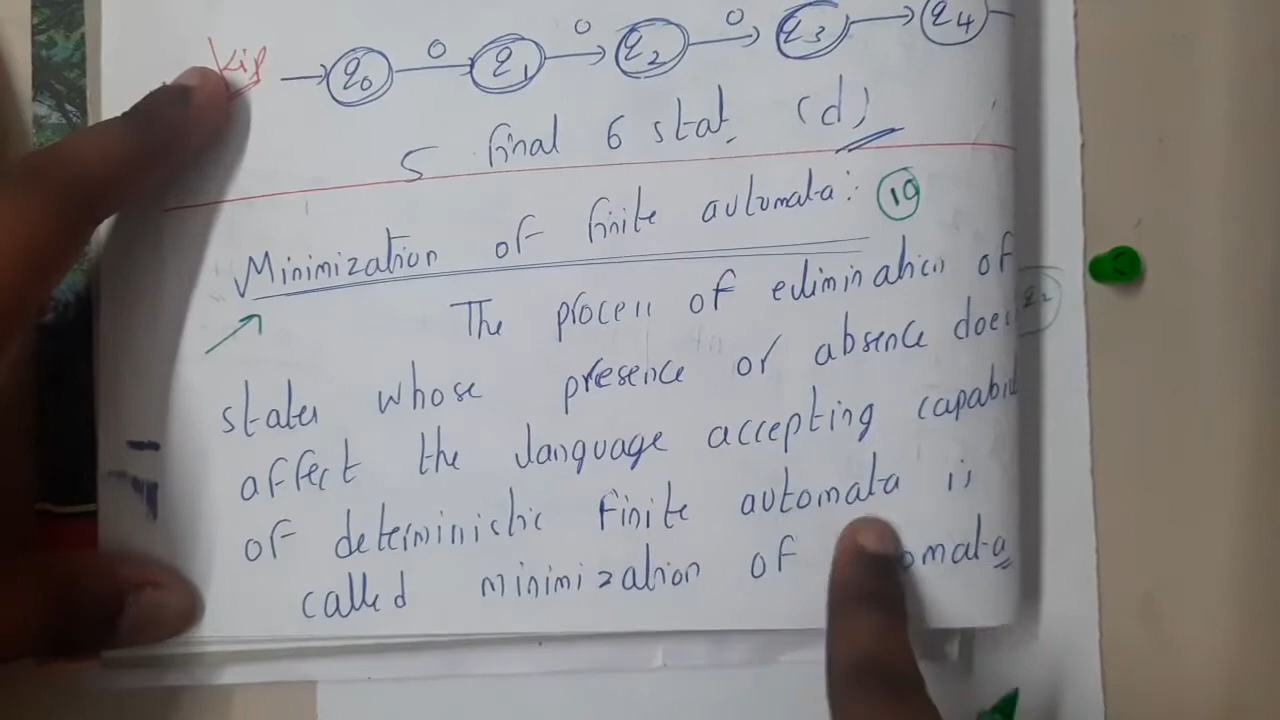 0 0 0
q0 q1 q2 q3 q4
5 final 6 stat (d)
Minimization of finite automata: 19
The process of elimination of
states whose presence or absence does
affect the language accepting capabil
of deterministic finite automata is
called minimization of omata